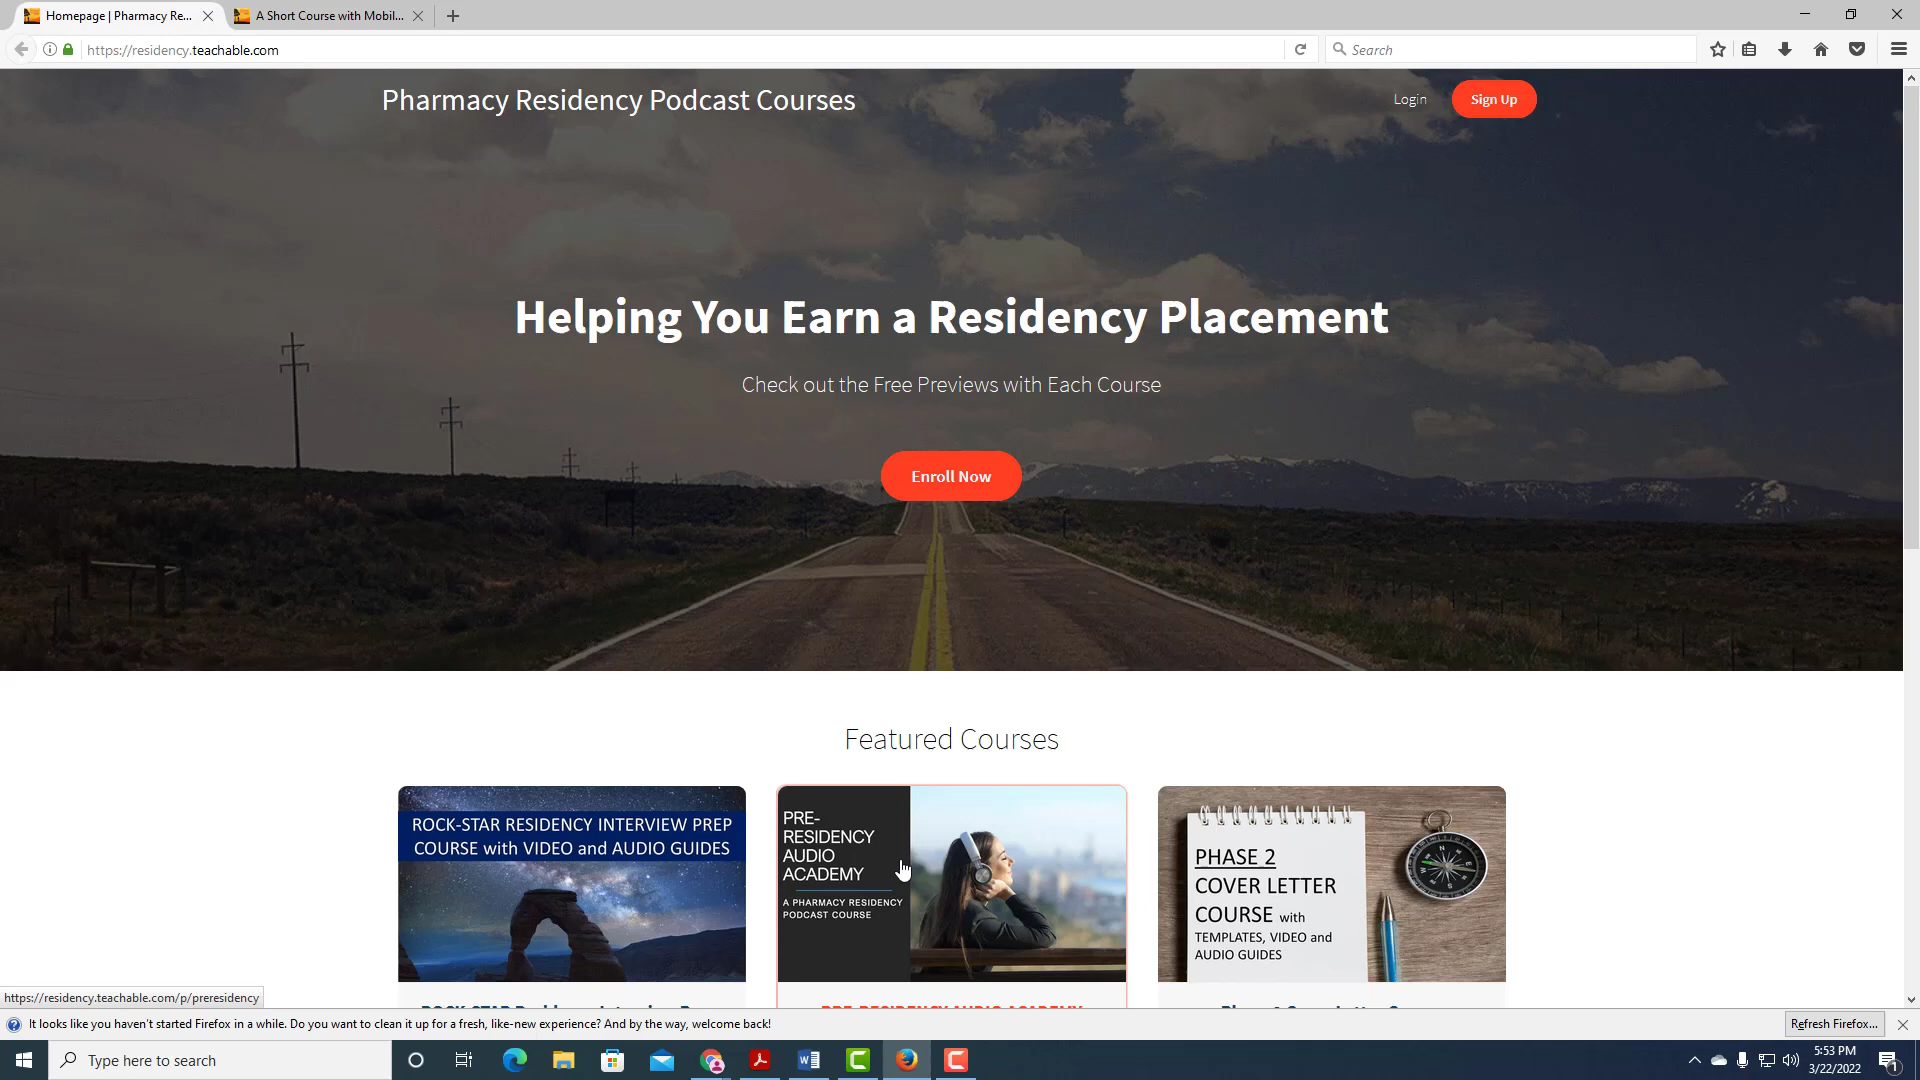 Homepage | Pharmacy Re...
A Short Course with Mobil...
https://residency.teachable.com
Search
Pharmacy Residency Podcast Courses
Login
Sign Up
Helping You Earn a Residency Placement
Check out the Free Previews with Each Course
Enroll Now
Featured Courses
ROCK-STAR RESIDENCY INTERVIEW PREP
COURSE with VIDEO and AUDIO GUIDES
PRE-
RESIDENCY
AUDIO
ACADEMY
A PHARMACY RESIDENCY
PODCAST COURSE
PHASE 2
COVER LETTER
COURSE with
TEMPLATES, VIDEO and
AUDIO GUIDES
PRE-RESIDENCY AUDIO ACADEMY
https://residency.teachable.com/p/preresidency
It looks like you haven't started Firefox in a while. Do you want to clean it up for a fresh, like-new experience? And by the way, welcome back!
Refresh Firefox...
Type here to search
5:53 PM
3/22/2022
1